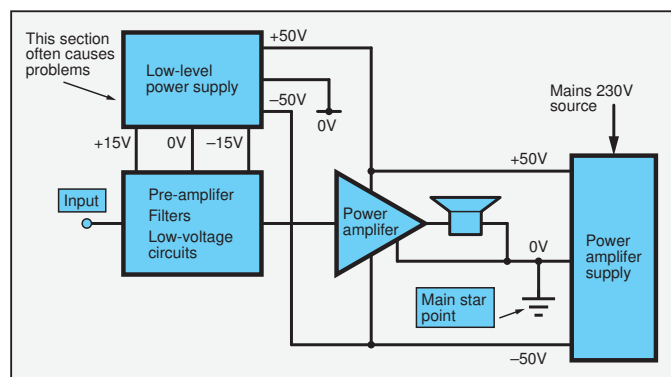 This section
often causes
problems
Low-level
power supply
+50V
–50V
0V
Mains 230V
source
+15V
0V
–15V
+50V
Input
Pre-amplifer
Filters
Low-voltage
circuits
Power
amplifer
0V
Power
amplifer
supply
Main star
point
–50V